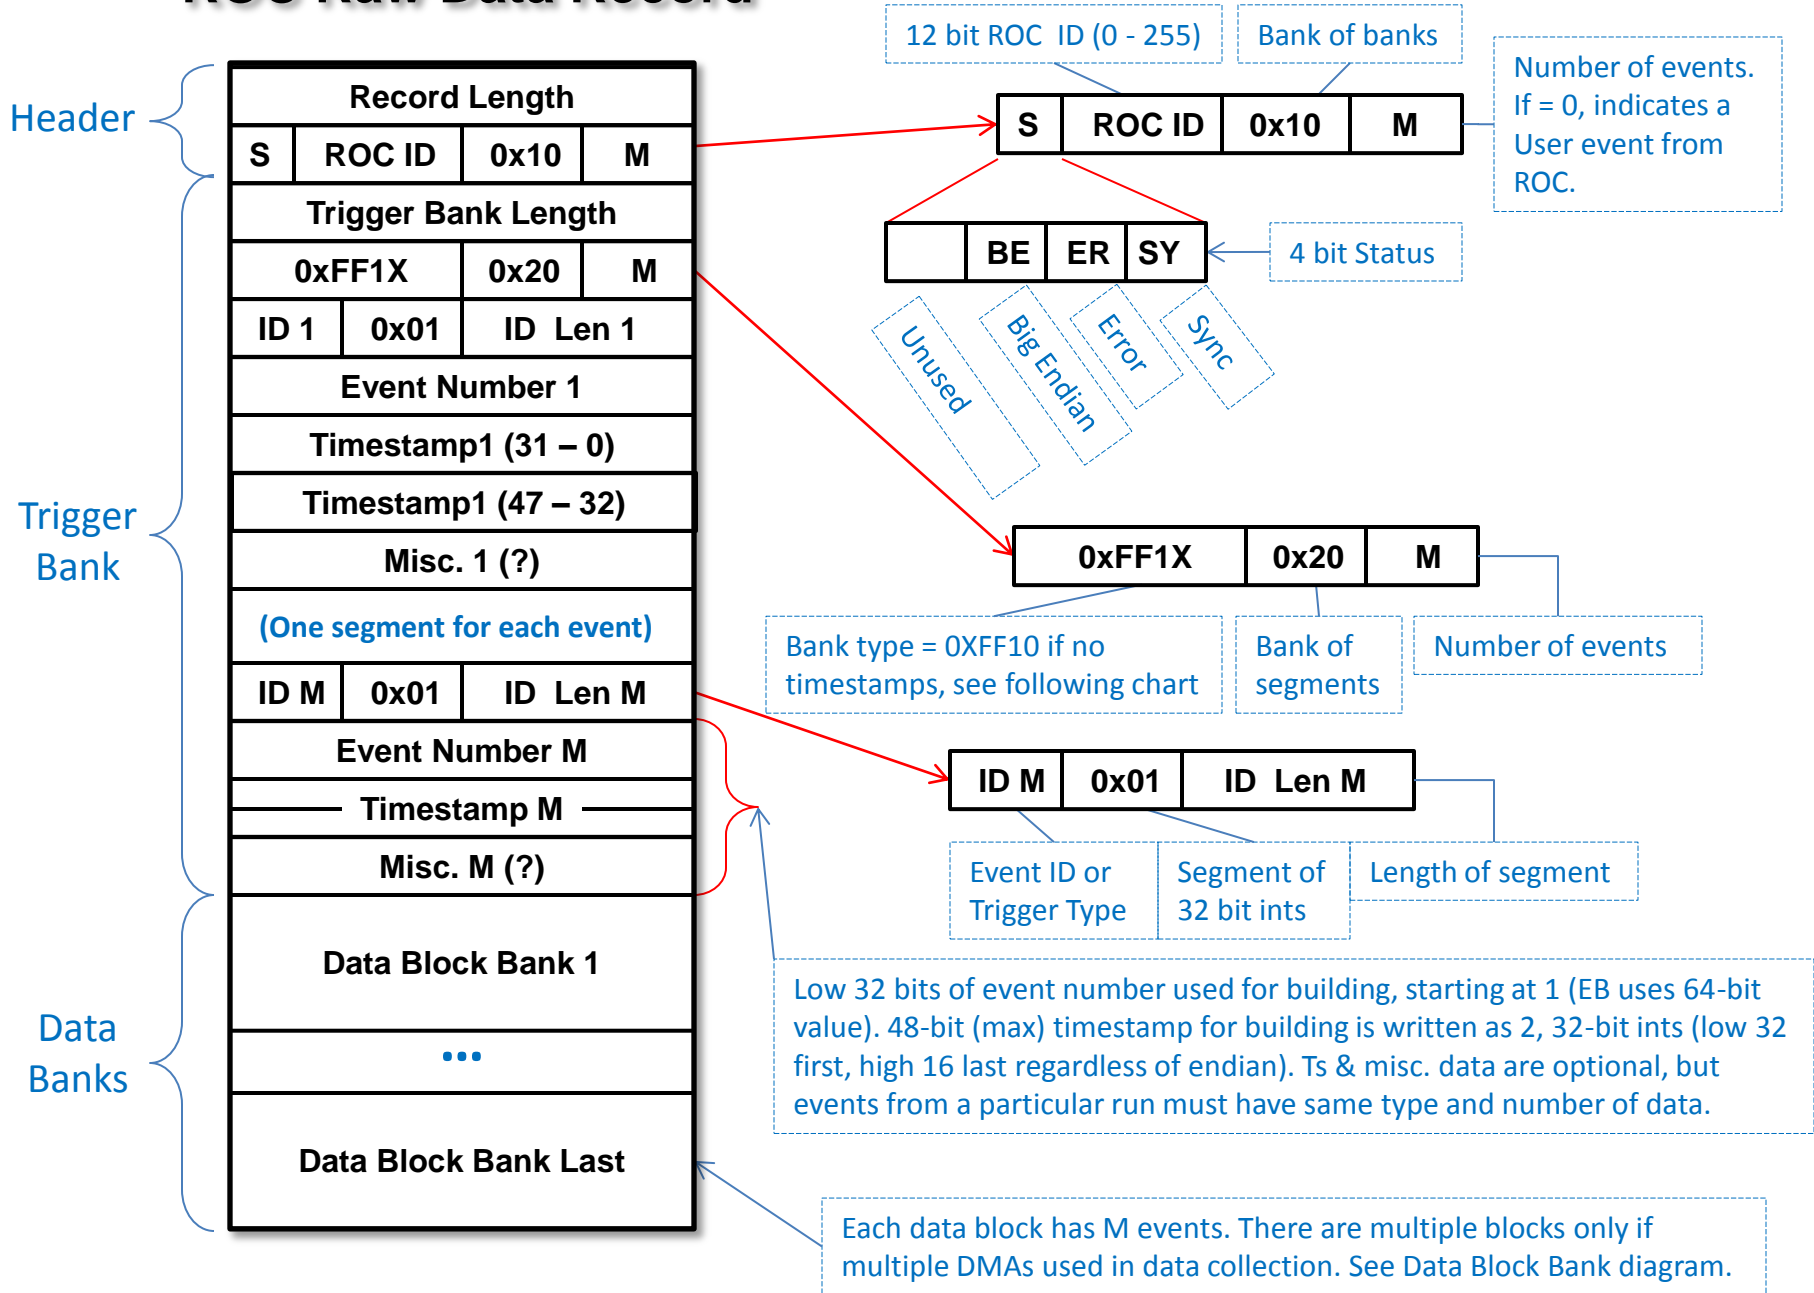 ROC Raw Data Record
Header
Record Length
S ROC ID 0x10 M
Trigger Bank
Trigger Bank Length
0xFF1X 0x20 M
ID 1 0x01 ID Len 1
Event Number 1
Timestamp1 (31 – 0)
Timestamp1 (47 – 32)
Misc. 1 (?)
(One segment for each event)
ID M 0x01 ID Len M
Event Number M
Timestamp M
Misc. M (?)
Data
Banks
Data Block Bank 1
...
Data Block Bank Last
12 bit ROC ID (0 - 255)
Bank of banks
Number of events.
If = 0, indicates a
User event from
ROC.
S ROC ID 0x10 M
BE ER SY
4 bit Status
Unused
Big Endian
Error
Sync
0xFF1X 0x20 M
Bank type = 0XFF10 if no
timestamps, see following chart
Bank of
segments
Number of events
ID M 0x01 ID Len M
Event ID or
Trigger Type
Segment of
32 bit ints
Length of segment
Low 32 bits of event number used for building, starting at 1 (EB uses 64-bit
value). 48-bit (max) timestamp for building is written as 2, 32-bit ints (low 32
first, high 16 last regardless of endian). Ts & misc. data are optional, but
events from a particular run must have same type and number of data.
Each data block has M events. There are multiple blocks only if
multiple DMAs used in data collection. See Data Block Bank diagram.